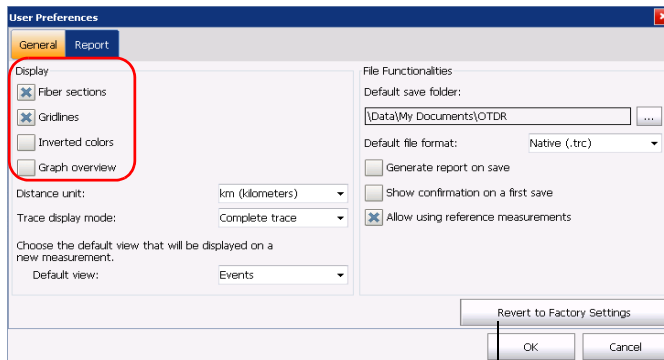 User Preferences
General Report
Display
Fiber sections
Gridlines
Inverted colors
Graph overview
Distance unit: km (kilometers)
Trace display mode: Complete trace
Choose the default view that will be displayed on a
new measurement.
Default view: Events
File Functionalities
Default save folder:
\Data\My Documents\OTDR ...
Default file format: Native (.trc)
Generate report on save
Show confirmation on a first save
Allow using reference measurements
Revert to Factory Settings
OK Cancel